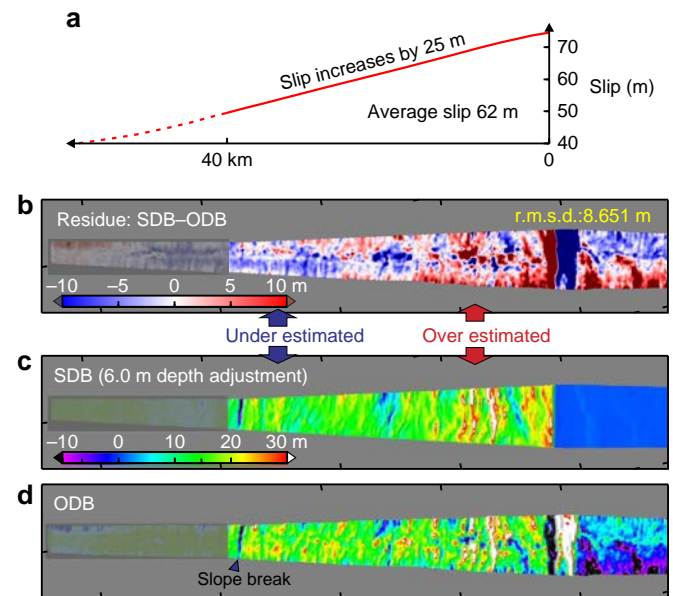 a
Slip increases by 25 m
Average slip 62 m
70
60
50
40
Slip (m)
40 km
0
b
Residue: SDB–ODB
r.m.s.d.:8.651 m
–10 –5 0 5 10 m
Under estimated
Over estimated
c
SDB (6.0 m depth adjustment)
–10 0 10 20 30 m
d
ODB
Slope break